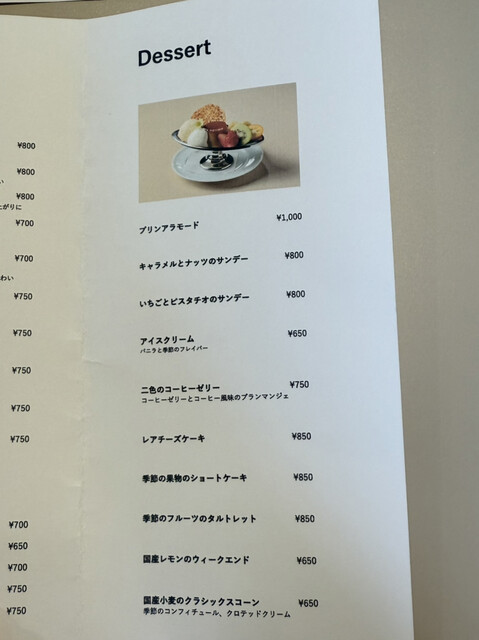 ¥800
¥800
い
¥800
たがりに
¥700
¥700
わい
¥750
¥750
¥750
¥750
¥750
¥700
¥650
¥700
¥750
¥750
Dessert
プリンアラモード ¥1,000
キャラメルとナッツのサンデー ¥800
いちごとピスタチオのサンデー ¥800
アイスクリーム ¥650
バニラと季節のフレイバー
二色のコーヒーゼリー ¥750
コーヒーゼリーとコーヒー風味のブランマンジェ
レアチーズケーキ ¥850
季節の果物のショートケーキ ¥850
季節のフルーツのタルトレット ¥850
国産レモンのウィークエンド ¥650
国産小麦のクラシックスコーン ¥650
季節のコンフィチュール、クロテッドクリーム